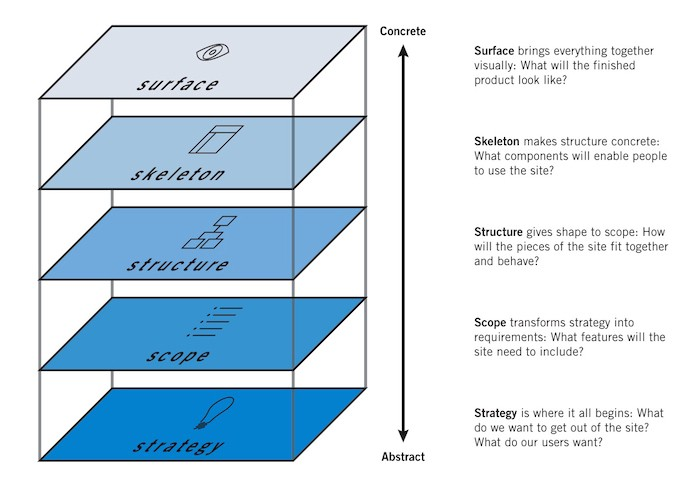 Concrete
surface
Surface brings everything together
visually: What will the finished
product look like?
skeleton
Skeleton makes structure concrete:
What components will enable people
to use the site?
structure
Structure gives shape to scope: How
will the pieces of the site fit together
and behave?
scope
Scope transforms strategy into
requirements: What features will the
site need to include?
strategy
Strategy is where it all begins: What
do we want to get out of the site?
What do our users want?
Abstract